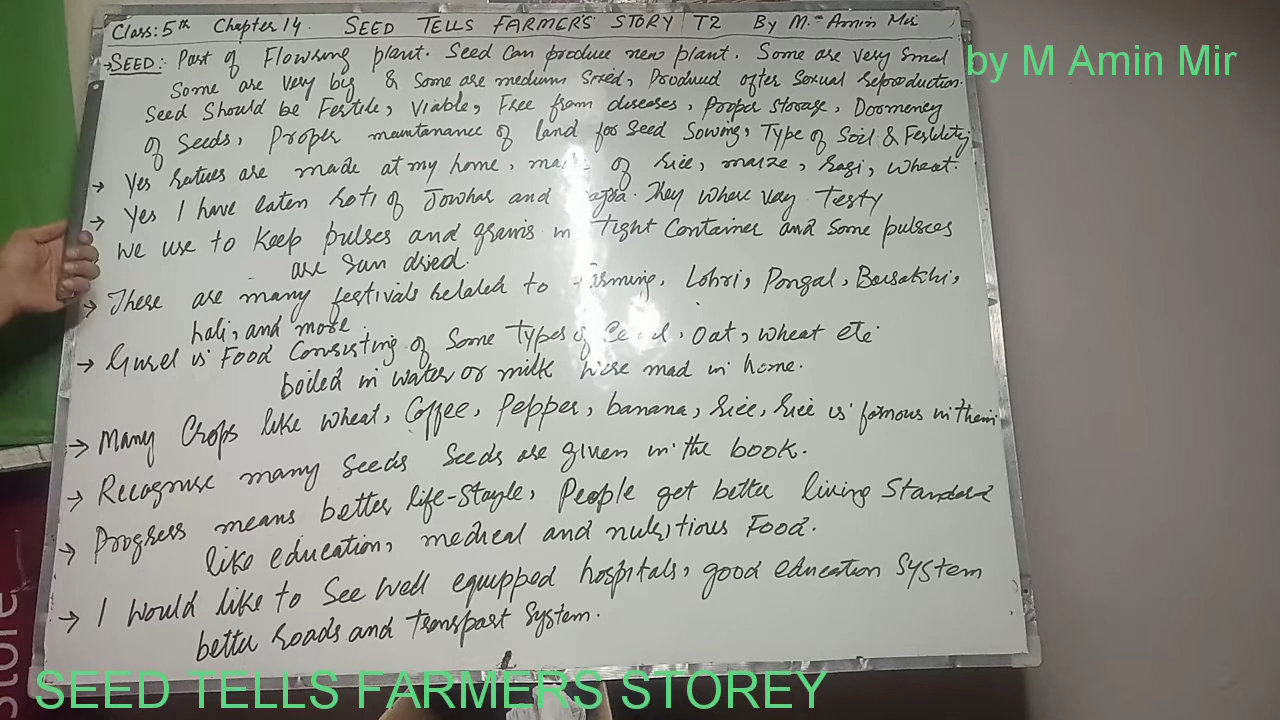 Class: 5th Chapter 14. SEED TELLS FARMER'S STORY T2 By M. Amin Mir
by M Amin Mir
→ SEED: Part of Flowring plant. Seed Can produce new plant. Some are very smal
Some are very big & Some are medium Sized, Produced after Sexual reproduction.
Seed Should be Fertile, Viable, Free from diseases, Proper storage, Doormency
of Seeds, Proper maintanance of land for Seed Sowing, Type of Soil & Fertility
→ Yes are made at my home, made of rice, maize, ragi, wheat.
→ Yes I have eaten roti of Jowhar and They where vey Testy
We use to keep pulses and grains in Tight Container and Some pulsces
are Sun dried.
→ There are many festivals related to Farming, Lohri, Pongal, Baisakhi,
holi, and more.
→ Gurel is Food Consisting of Some Types of Cereal, Oat, wheat etc
boiled in water or milk were mad in home.
→ Many Crops like wheat, Coffee, Pepper, banana, rice, rice is famous in them
→ Recognise many Seeds Seeds are given in the book.
→ Progress means better life-Stayle, People get better living Standard
like education, medical and nutritious Food.
→ I would like to See well equipped hospitals, good education System
better roads and transport System.
SEED TELLS FARMERS STOREY
store